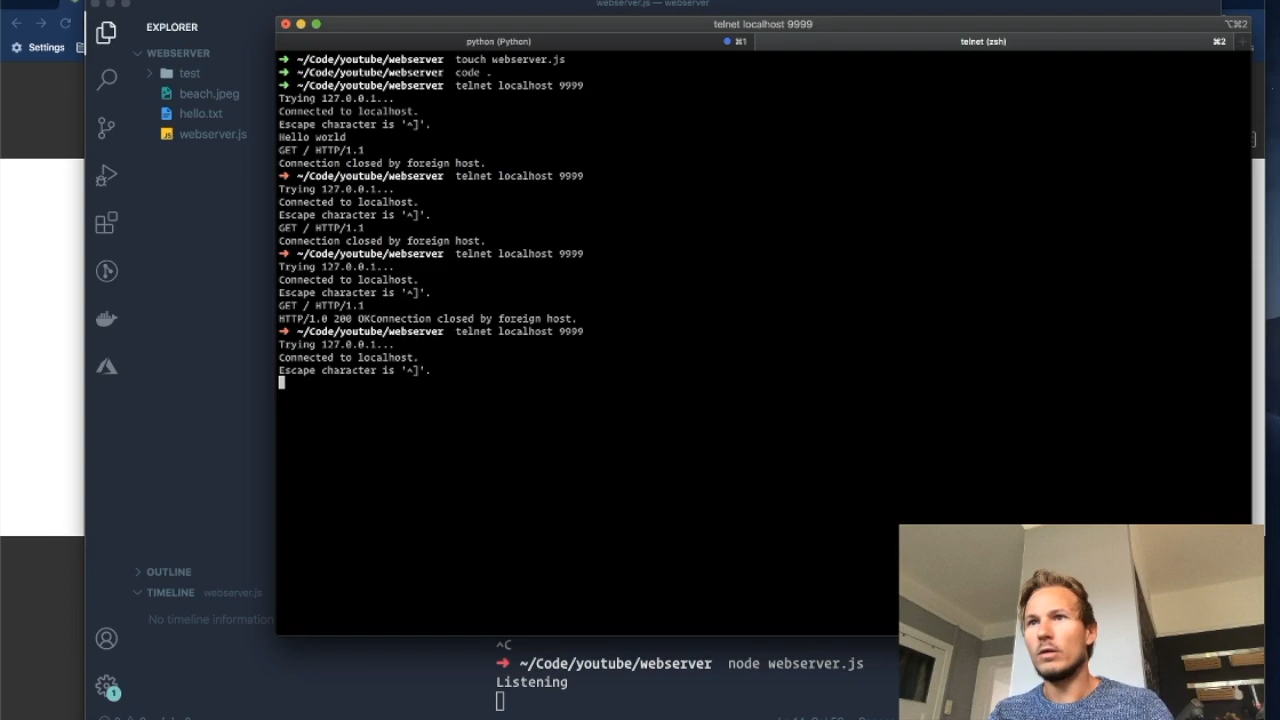 webserver.js — webserver
Settings
EXPLORER
WEBSERVER
test
beach.jpeg
hello.txt
webserver.js
OUTLINE
TIMELINE webserver.js
No timeline information
1
telnet localhost 9999
⌥⌘2
python (Python) ⌘1
telnet (zsh) ⌘2
➜ ~/Code/youtube/webserver touch webserver.js
➜ ~/Code/youtube/webserver code .
➜ ~/Code/youtube/webserver telnet localhost 9999
Trying 127.0.0.1...
Connected to localhost.
Escape character is '^]'.
Hello world
GET / HTTP/1.1
Connection closed by foreign host.
➜ ~/Code/youtube/webserver telnet localhost 9999
Trying 127.0.0.1...
Connected to localhost.
Escape character is '^]'.
GET / HTTP/1.1
Connection closed by foreign host.
➜ ~/Code/youtube/webserver telnet localhost 9999
Trying 127.0.0.1...
Connected to localhost.
Escape character is '^]'.
GET / HTTP/1.1
HTTP/1.0 200 OKConnection closed by foreign host.
➜ ~/Code/youtube/webserver telnet localhost 9999
Trying 127.0.0.1...
Connected to localhost.
Escape character is '^]'.
^C
➜ ~/Code/youtube/webserver node webserver.js
Listening